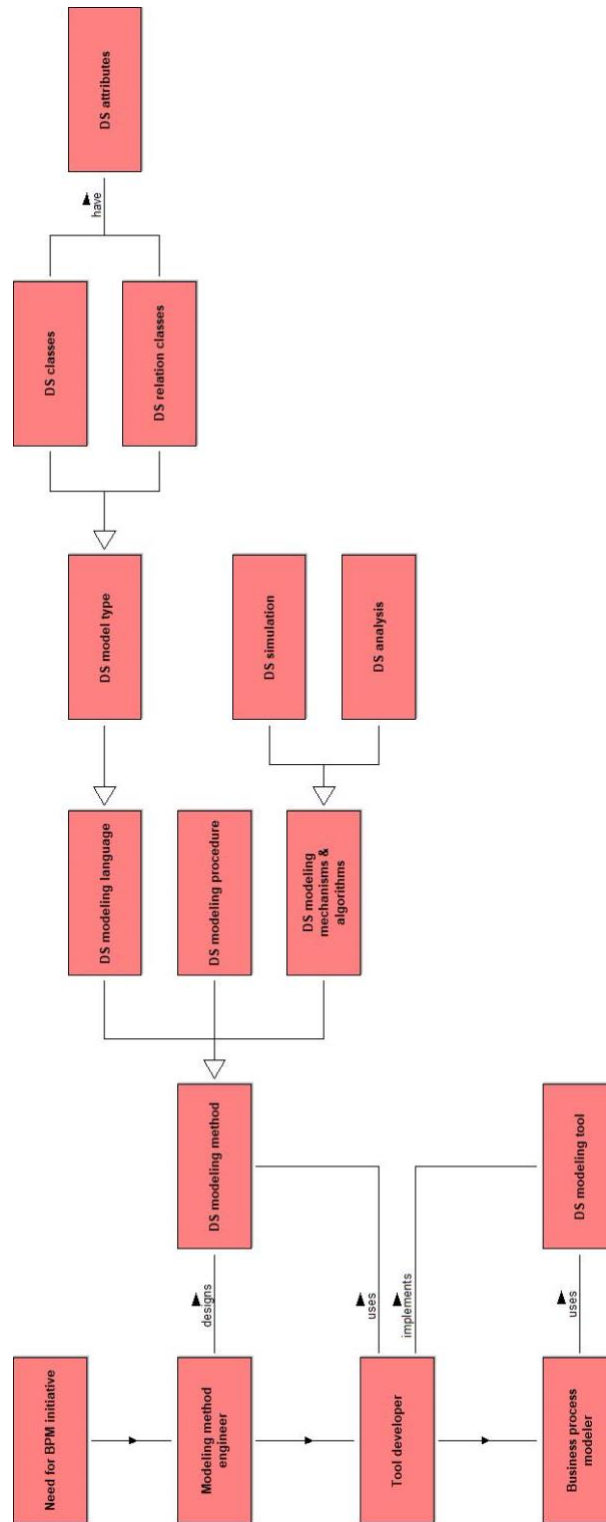 Need for BPM initiative
Modeling method
engineer
Tool developer
Business process
modeler
designs
uses
implements
uses
DS modeling method
DS modeling tool
DS modeling language
DS modeling procedure
DS modeling
mechanisms &
algorithms
DS model type
DS simulation
DS analysis
DS classes
DS relation classes
have
DS attributes